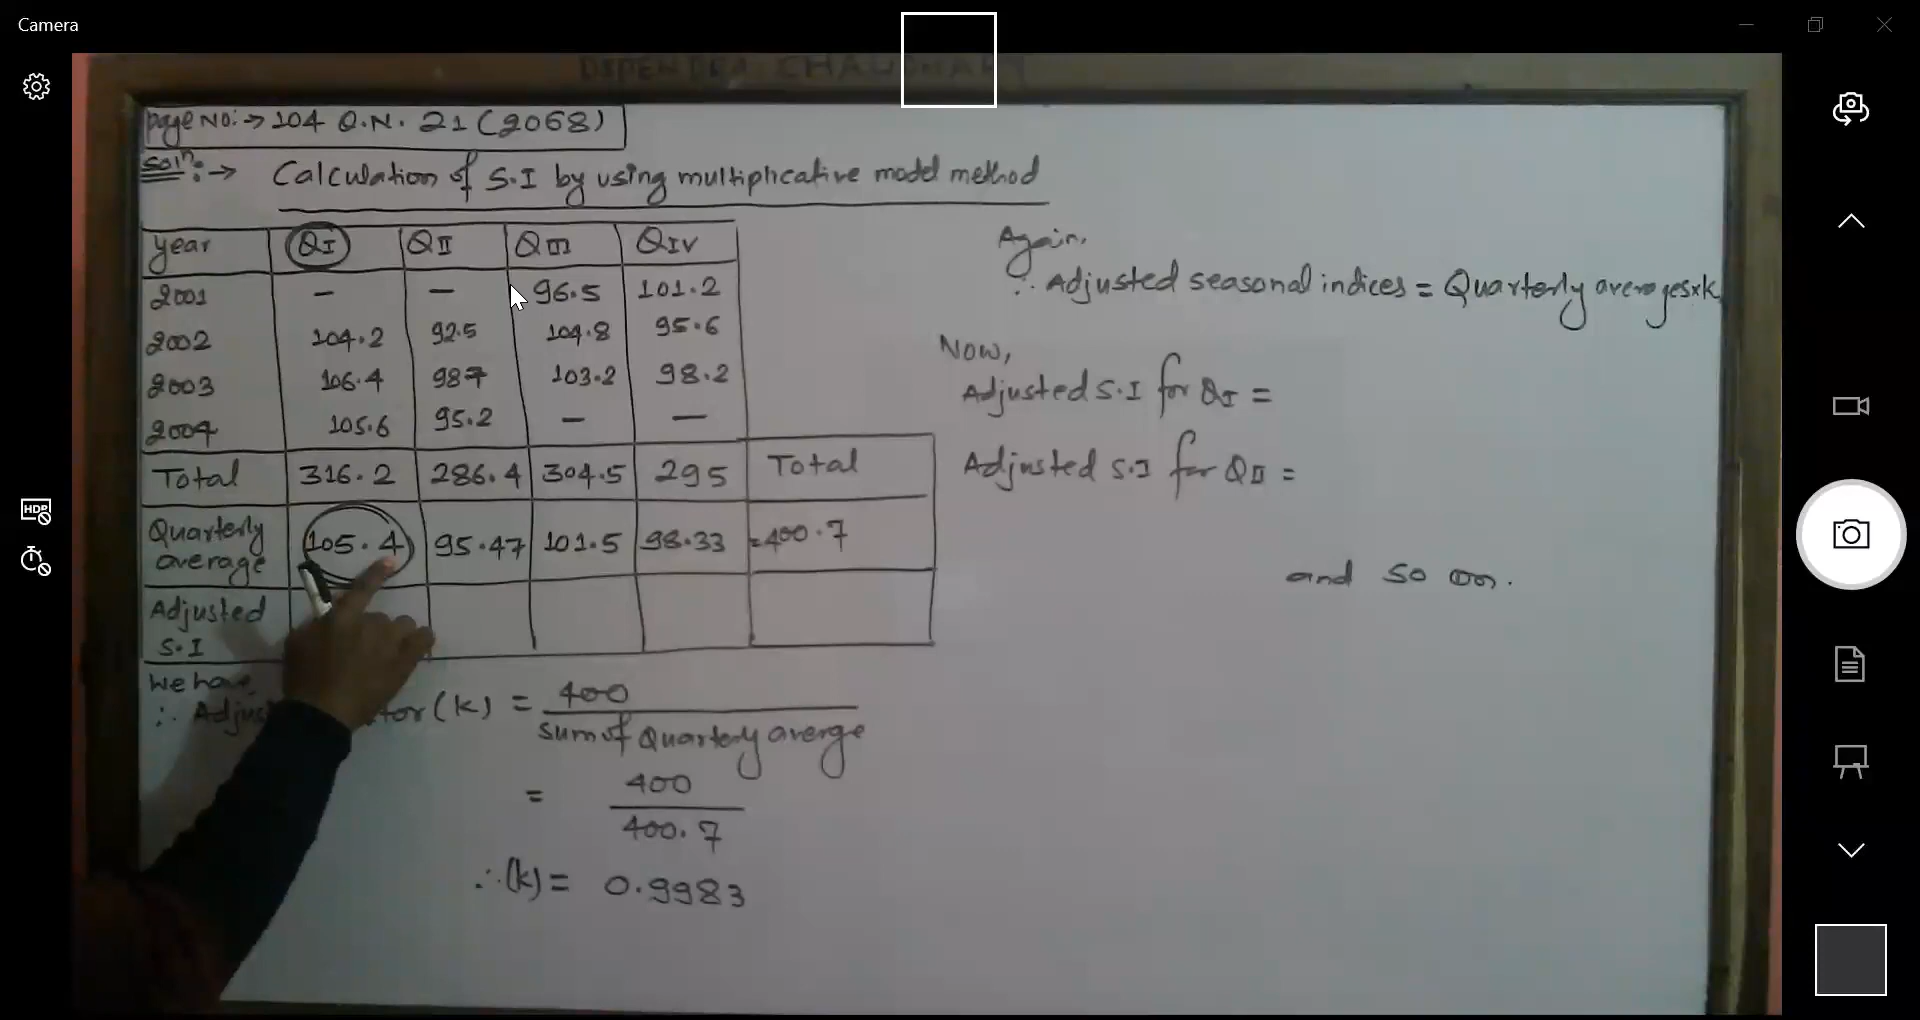 Camera
DIPENDRA CHAUDHARY
Page No:→ 104 Q.N. 21 (2068)
Solⁿ:→ Calculation of S.I by using multiplicative model method
Year QI QII QIII QIV
2001 — — 96.5 101.2
2002 104.2 92.5 104.8 95.6
2003 106.4 98.7 103.2 98.2
2004 105.6 95.2 — —
Total 316.2 286.4 304.5 295 Total
Quarterly average 105.4 95.47 101.5 98.33 =400.7
Adjusted S.I
We have,
∴ (k) = 400
sum of Quarterly averge
= 400
400.7
∴ (k) = 0.9983
Again,
∴ Adjusted seasonal indices = Quarterly averages×k
Now,
Adjusted S.I for QI =
Adjusted S.I for QII =
and so on.
HDR